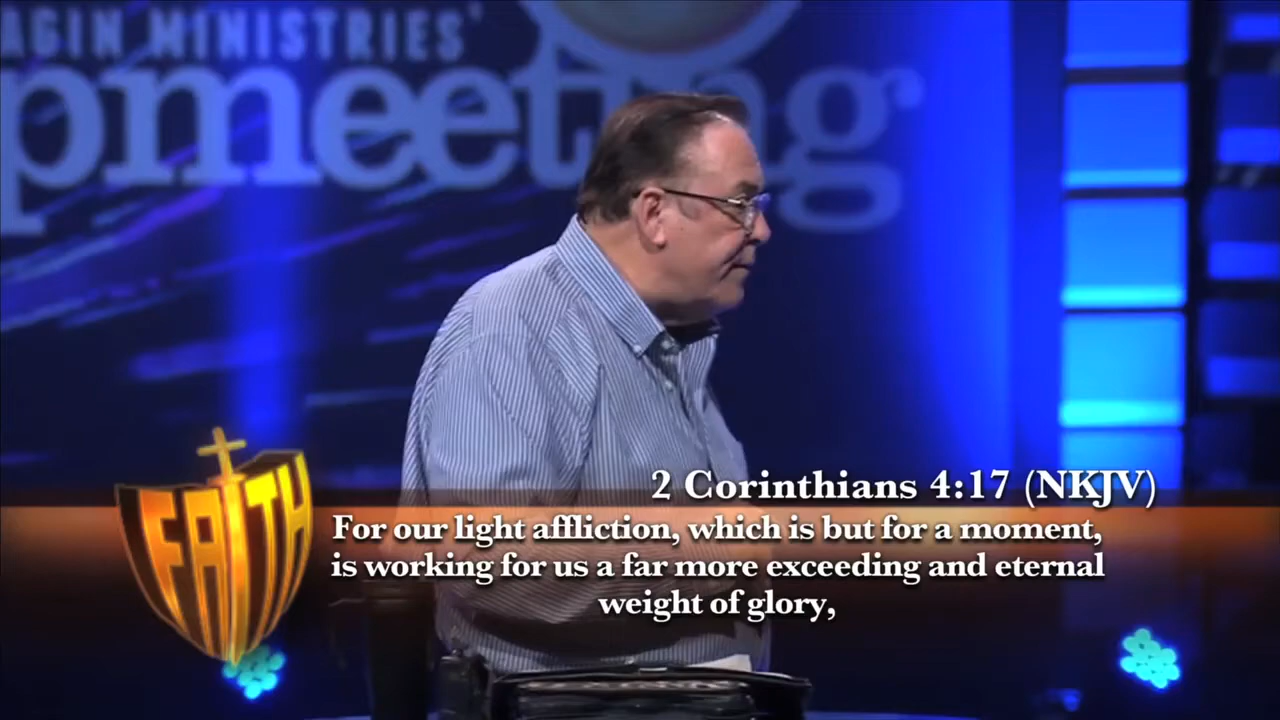 AGIN MINISTRIES'
pmeeting
FAITH
2 Corinthians 4:17 (NKJV)
For our light affliction, which is but for a moment,
is working for us a far more exceeding and eternal
weight of glory,